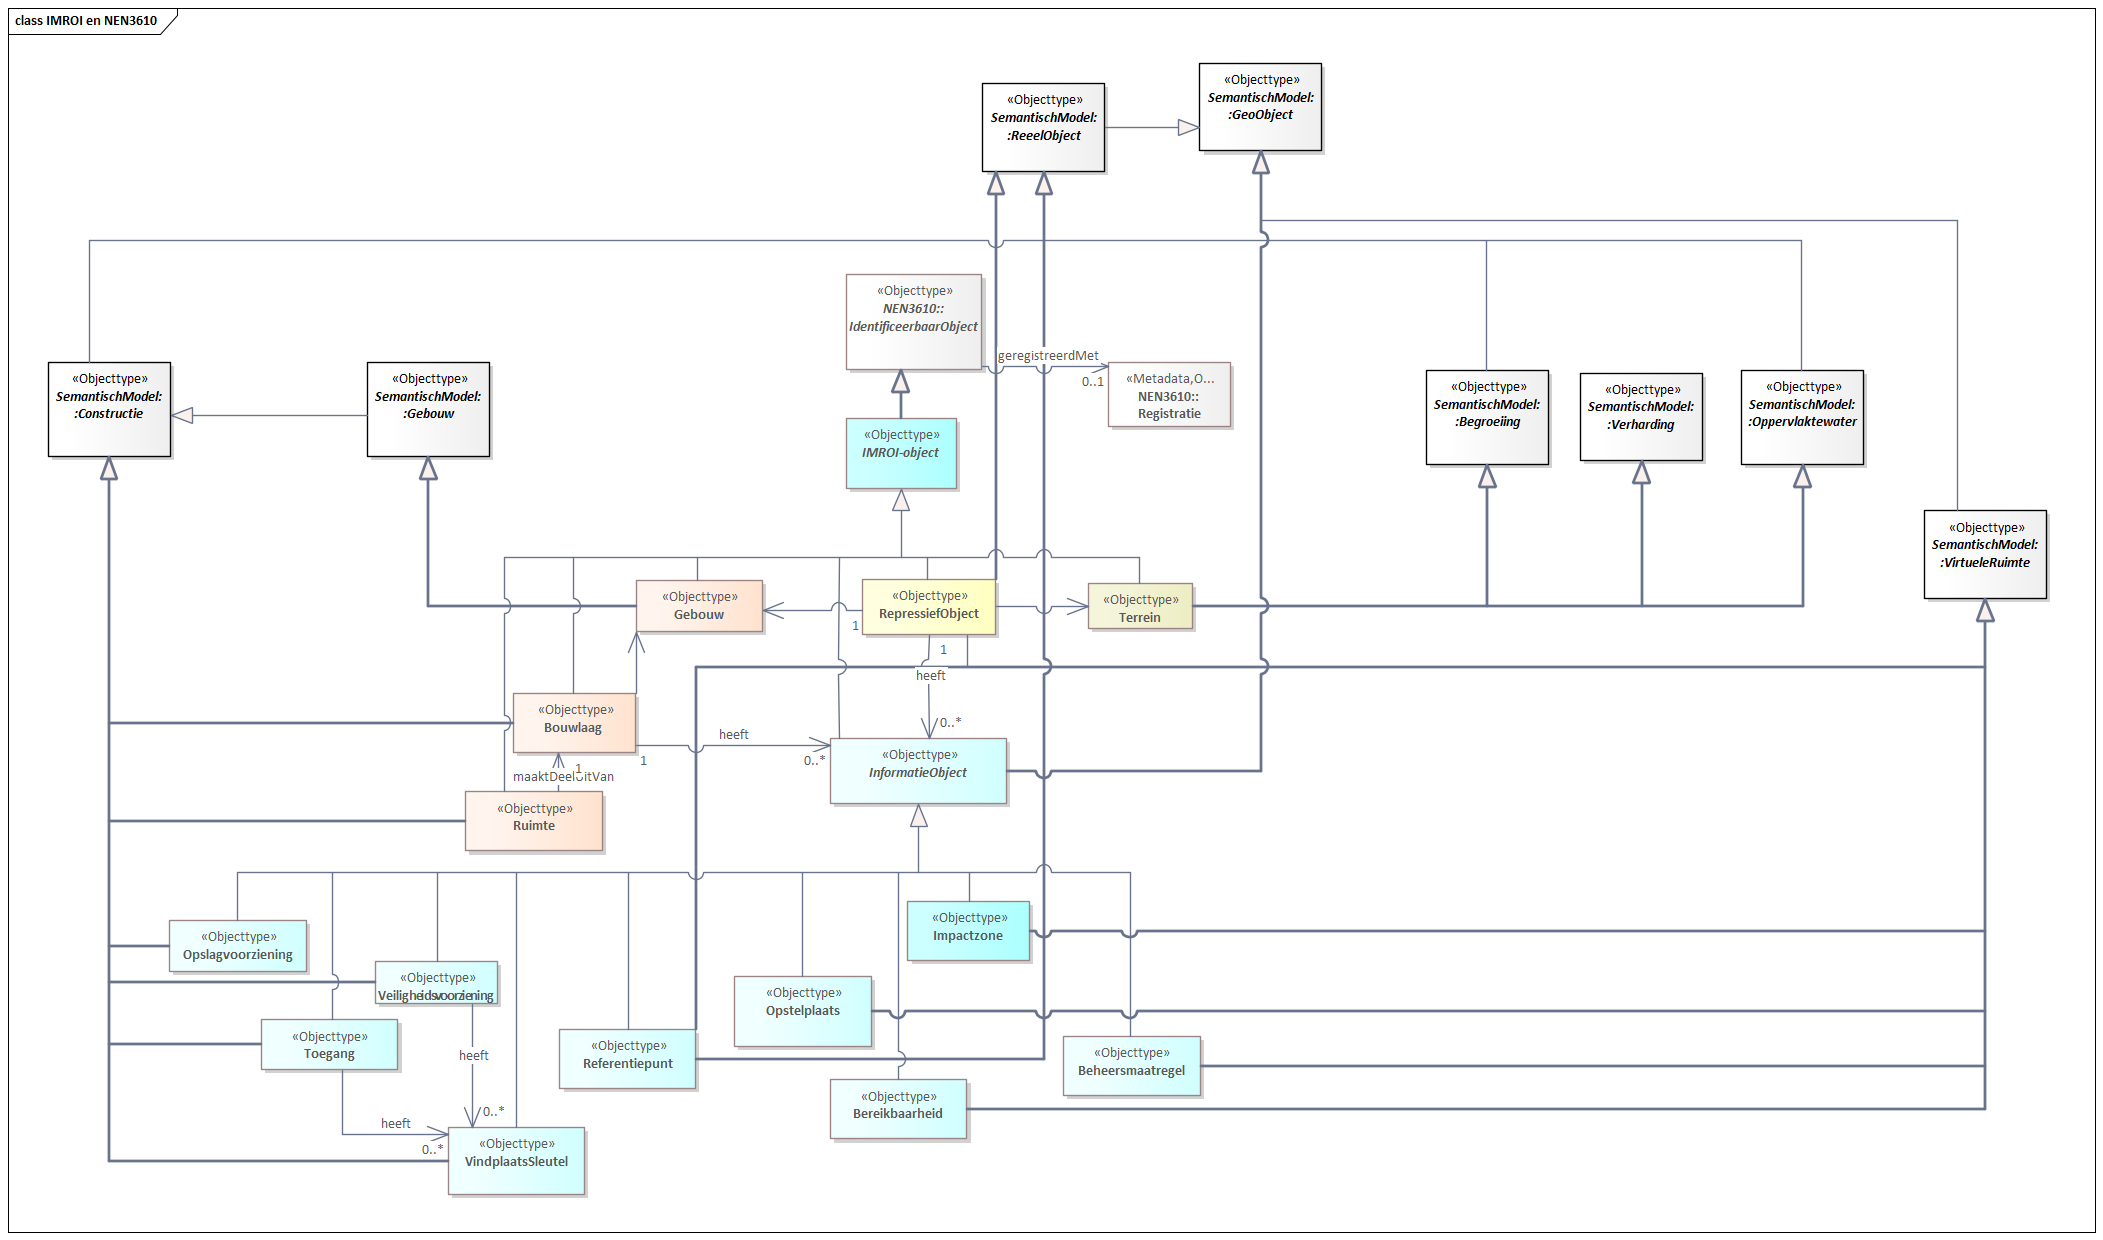 class IMROI en NEN3610
«Objecttype»
SemantischModel:
:GeoObject
«Objecttype»
SemantischModel:
:ReeelObject
«Objecttype»
NEN3610::
IdentificeerbaarObject
geregistreerdMet
0..1
«Metadata,O...
NEN3610::
Registratie
«Objecttype»
SemantischModel:
:Constructie
«Objecttype»
SemantischModel:
:Gebouw
«Objecttype»
SemantischModel:
:Begroeiing
«Objecttype»
SemantischModel:
:Verharding
«Objecttype»
SemantischModel:
:Oppervlaktewater
«Objecttype»
IMROI-object
«Objecttype»
SemantischModel:
:VirtueleRuimte
«Objecttype»
Gebouw
«Objecttype»
RepressiefObject
«Objecttype»
Terrein
1
1
heeft
0..*
«Objecttype»
Bouwlaag
heeft
1
0..*
«Objecttype»
InformatieObject
1
maaktDeelUitVan
«Objecttype»
Ruimte
«Objecttype»
Impactzone
«Objecttype»
Opslagvoorziening
«Objecttype»
Veiligheidsvoorziening
«Objecttype»
Opstelplaats
«Objecttype»
Toegang
heeft
«Objecttype»
Referentiepunt
«Objecttype»
Beheersmaatregel
«Objecttype»
Bereikbaarheid
0..*
heeft
0..*
«Objecttype»
VindplaatsSleutel